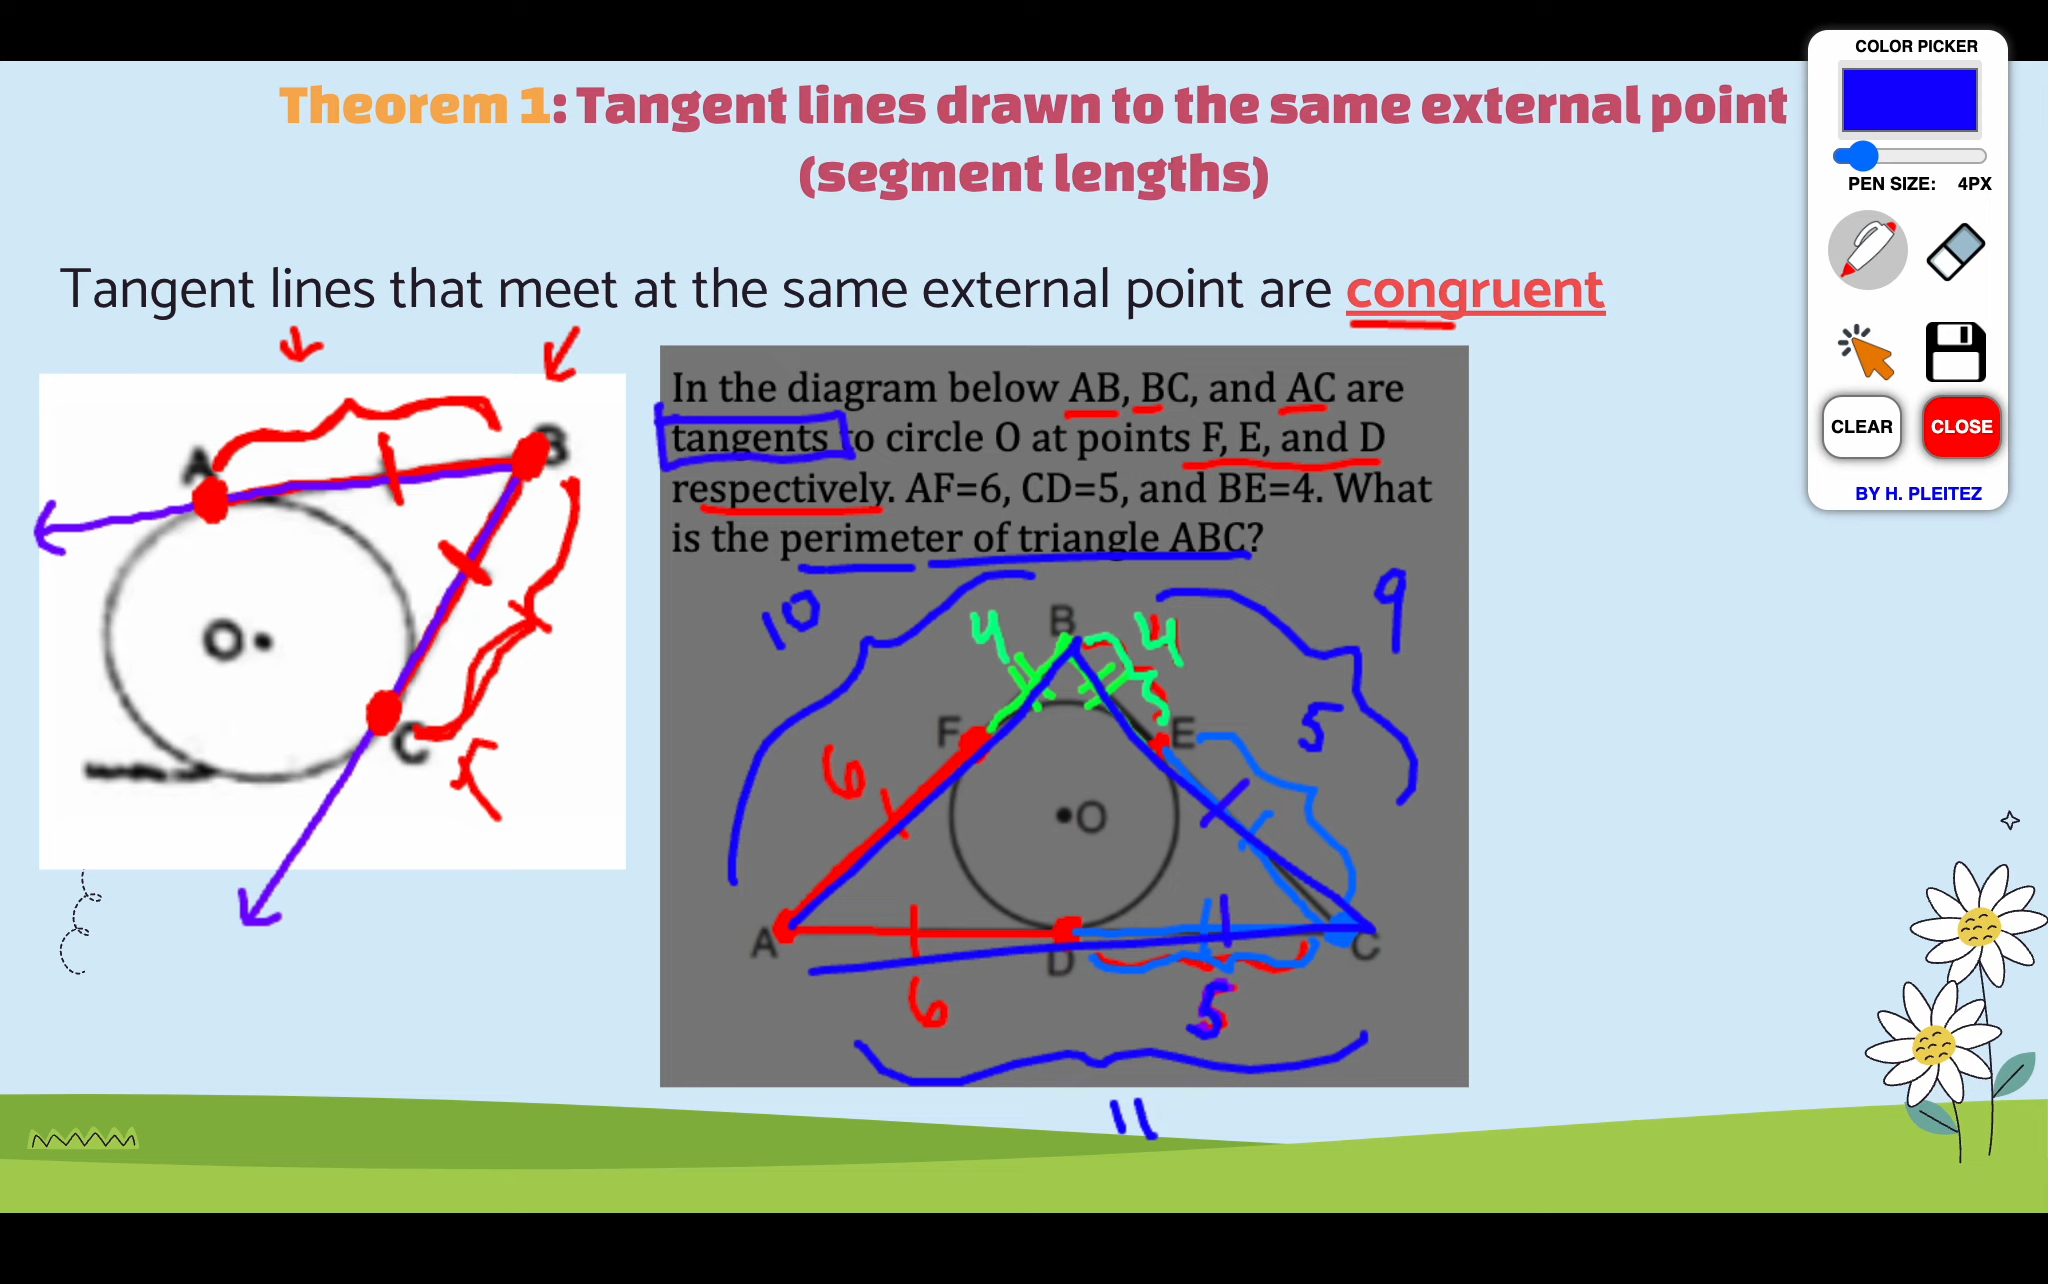 Theorem 1: Tangent lines drawn to the same external point
(segment lengths)
Tangent lines that meet at the same external point are congruent
A
B
O
C
In the diagram below AB, BC, and AC are
tangents to circle O at points F, E, and D
respectively. AF=6, CD=5, and BE=4. What
is the perimeter of triangle ABC?
10
9
4
B
4
F
E
5
6
O
A
D
C
6
5
11
COLOR PICKER
PEN SIZE: 4PX
CLEAR
CLOSE
BY H. PLEITEZ